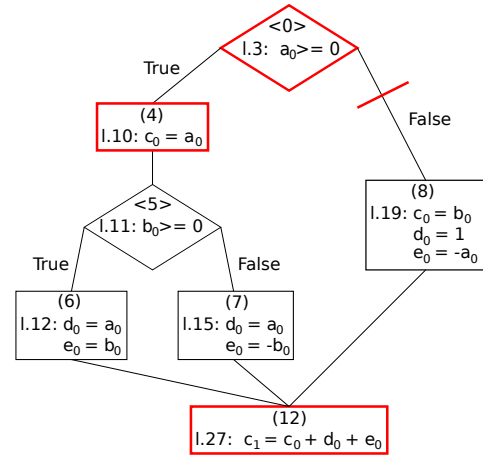 <0>
l.3: a₀>= 0
True
False
(4)
l.10: c₀ = a₀
<5>
l.11: b₀>= 0
(8)
l.19: c₀ = b₀
d₀ = 1
e₀ = -a₀
True
False
(6)
l.12: d₀ = a₀
e₀ = b₀
(7)
l.15: d₀ = a₀
e₀ = -b₀
(12)
l.27: c₁ = c₀ + d₀ + e₀